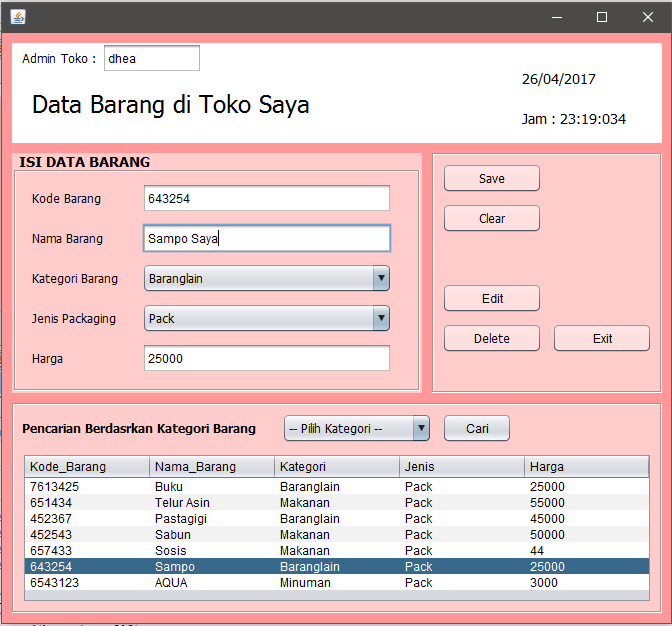 Admin Toko : dhea
26/04/2017
Data Barang di Toko Saya
Jam : 23:19:034
ISI DATA BARANG
Kode Barang 643254
Nama Barang Sampo Saya
Kategori Barang Baranglain
Jenis Packaging Pack
Harga 25000
Save
Clear
Edit
Delete Exit
Pencarian Berdasrkan Kategori Barang -- Pilih Kategori -- Cari
Kode_Barang Nama_Barang Kategori Jenis Harga
7613425 Buku Baranglain Pack 25000
651434 Telur Asin Makanan Pack 55000
452367 Pastagigi Baranglain Pack 45000
452543 Sabun Makanan Pack 50000
657433 Sosis Makanan Pack 44
643254 Sampo Baranglain Pack 25000
6543123 AQUA Minuman Pack 3000